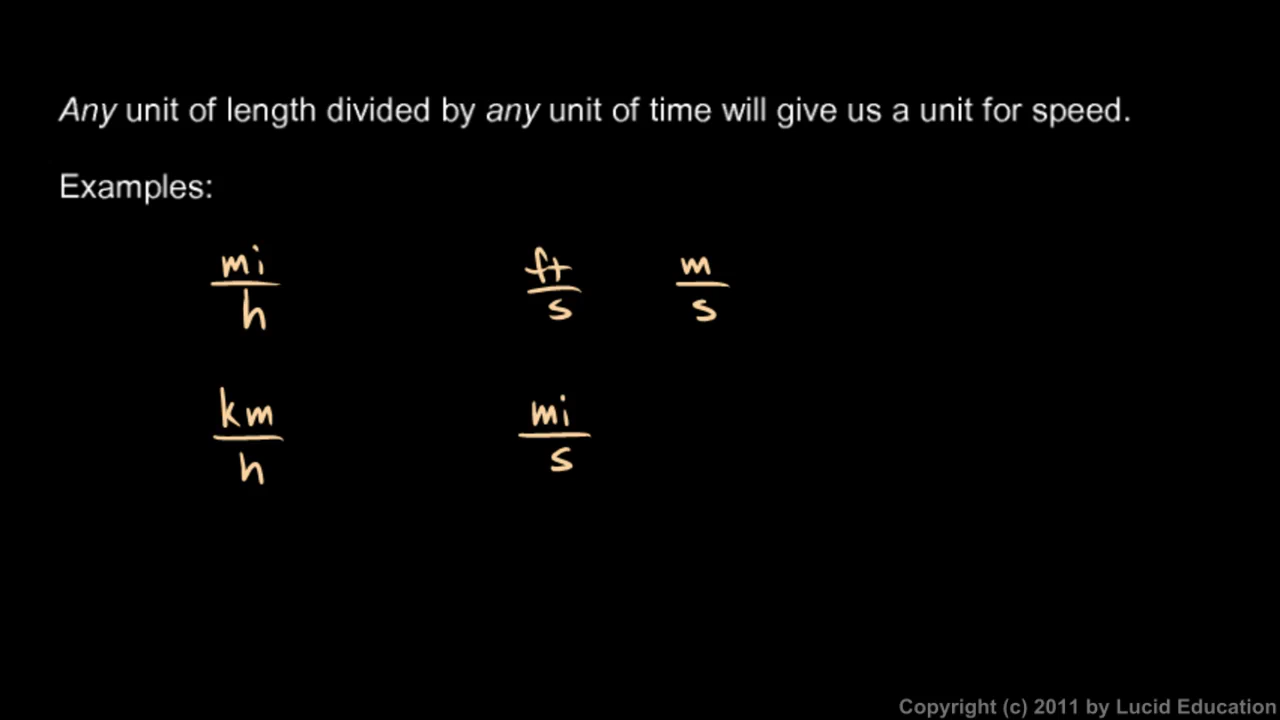 Any unit of length divided by any unit of time will give us a unit for speed.
Examples:
mi/h ft/s m/s
km/h mi/s
Copyright (c) 2011 by Lucid Education